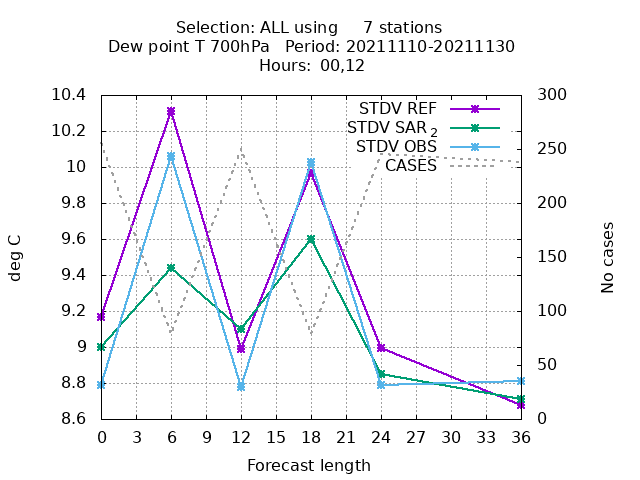 Selection: ALL using     7 stations
Dew point T 700hPa   Period: 20211110-20211130
Hours: 00,12
10.4
10.2
10
9.8
9.6
9.4
9.2
9
8.8
8.6
deg C
300
250
200
150
100
50
0
No cases
STDV REF
STDV SAR 2
STDV OBS
CASES
0 3 6 9 12 15 18 21 24 27 30 33 36
Forecast length